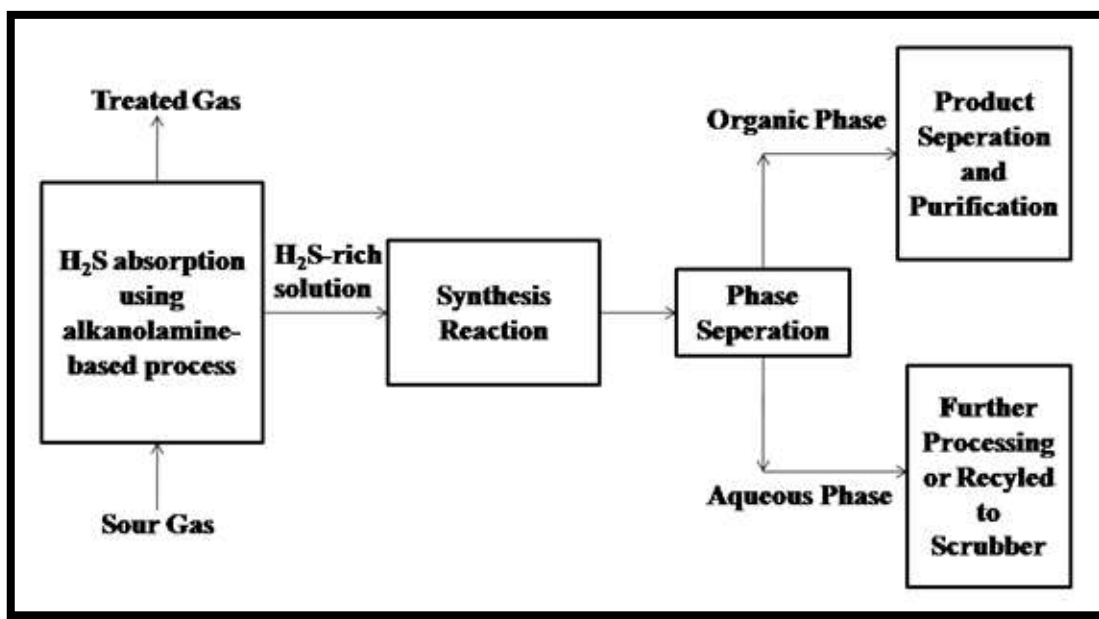 Treated Gas
H₂S absorption
using
alkanolamine-
based process
Sour Gas
H₂S-rich
solution
Synthesis
Reaction
Phase
Seperation
Organic Phase
Product
Seperation
and
Purification
Aqueous Phase
Further
Processing
or Recyled
to
Scrubber